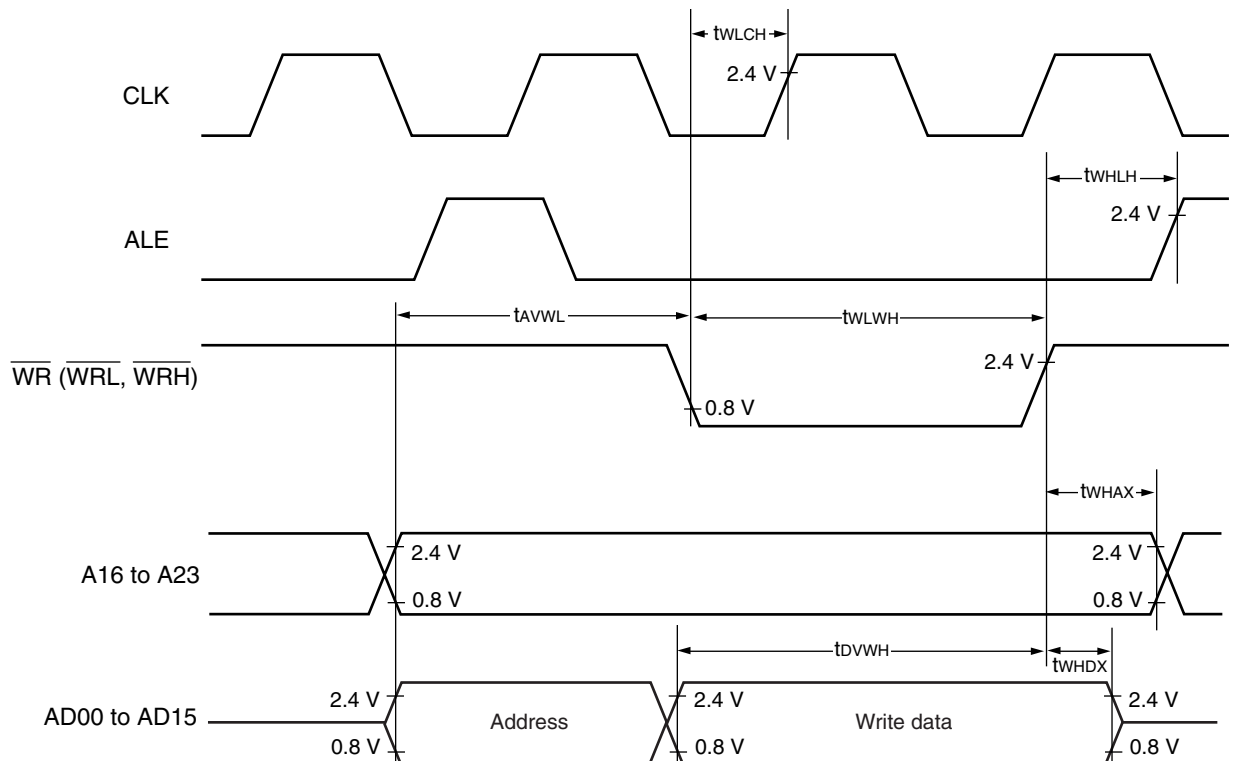 tWLCH
2.4 V
CLK
tWHLH
2.4 V
ALE
tAVWL
tWLWH
WR (WRL, WRH)
2.4 V
0.8 V
tWHAX
2.4 V
2.4 V
A16 to A23
0.8 V
0.8 V
tDVWH
tWHDX
2.4 V
2.4 V
2.4 V
AD00 to AD15
Address
Write data
0.8 V
0.8 V
0.8 V